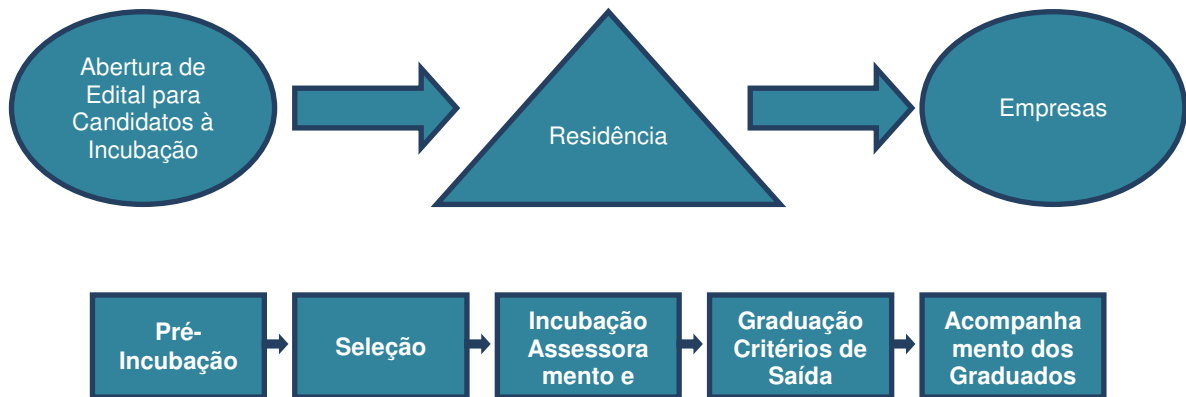 Abertura de
Edital para
Candidatos à
Incubação
Residência
Empresas
Pré-
Incubação
Seleção
Incubação
Assessora
mento e
Graduação
Critérios de
Saída
Acompanha
mento dos
Graduados